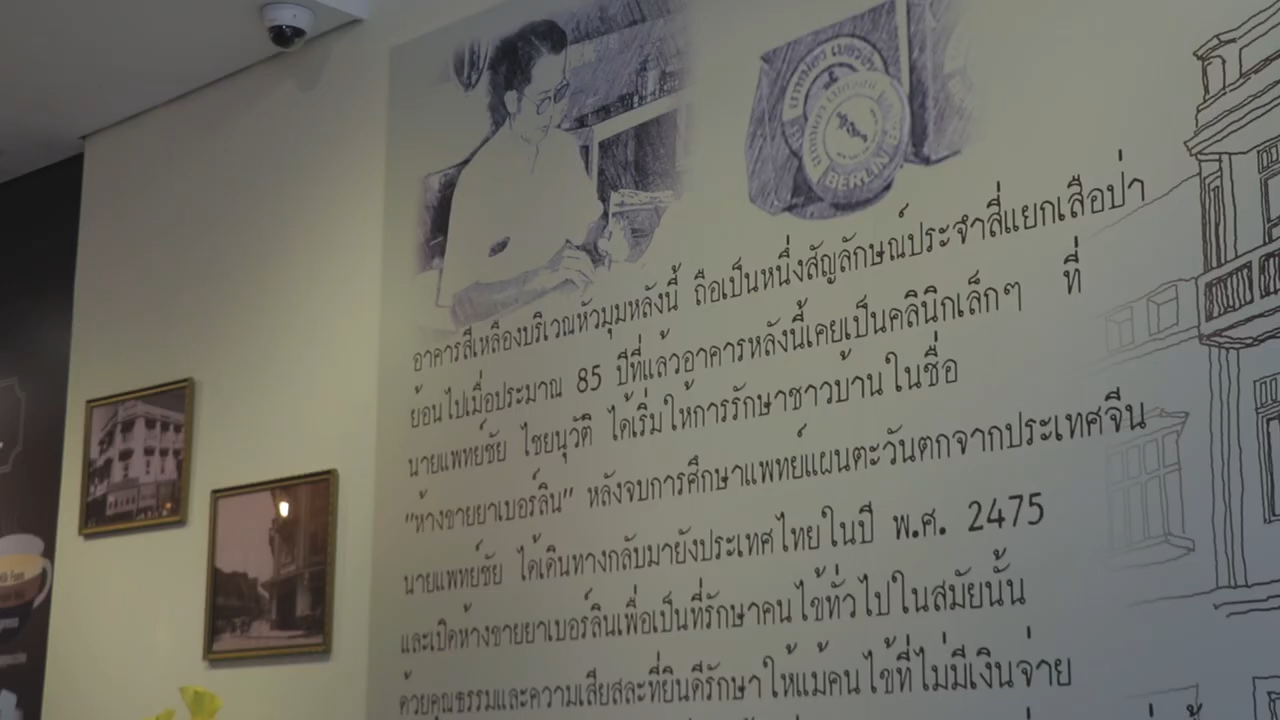 บาทม่วง เบอร์ลิน
BERLIN
อาคารสีเหลืองบริเวณหัวมุมหลังนี้ ถือเป็นหนึ่งสัญลักษณ์ประจำสี่แยกเสือป่า
ย้อนไปเมื่อประมาณ 85 ปีที่แล้วอาคารหลังนี้เคยเป็นคลินิกเล็กๆ ที่
นายแพทย์ชัย ไชยนุวัติ ได้เริ่มให้การรักษาชาวบ้านในชื่อ
"ห้างขายยาเบอร์ลิน" หลังจบการศึกษาแพทย์แผนตะวันตกจากประเทศจีน
นายแพทย์ชัย ได้เดินทางกลับมายังประเทศไทยในปี พ.ศ. 2475
และเปิดห้างขายยาเบอร์ลินเพื่อเป็นที่รักษาคนไข้ทั่วไปในสมัยนั้น
ด้วยคุณธรรมและความเสียสละที่ยินดีรักษาให้แม้คนไข้ที่ไม่มีเงินจ่าย